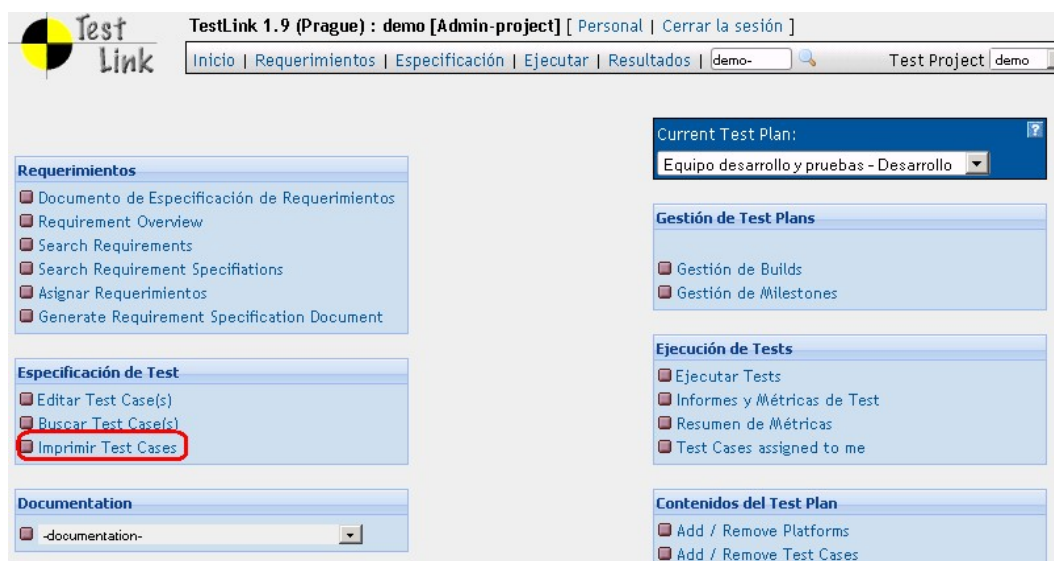 Test Link
TestLink 1.9 (Prague) : demo [Admin-project] [ Personal | Cerrar la sesión ]
Inicio | Requerimientos | Especificación | Ejecutar | Resultados | demo- Test Project demo
Requerimientos
Documento de Especificación de Requerimientos
Requirement Overview
Search Requirements
Search Requirement Specifiations
Asignar Requerimientos
Generate Requirement Specification Document
Especificación de Test
Editar Test Case(s)
Buscar Test Case(s)
Imprimir Test Cases
Documentation
-documentation-
Current Test Plan: ?
Equipo desarrollo y pruebas - Desarrollo
Gestión de Test Plans
Gestión de Builds
Gestión de Milestones
Ejecución de Tests
Ejecutar Tests
Informes y Métricas de Test
Resumen de Métricas
Test Cases assigned to me
Contenidos del Test Plan
Add / Remove Platforms
Add / Remove Test Cases